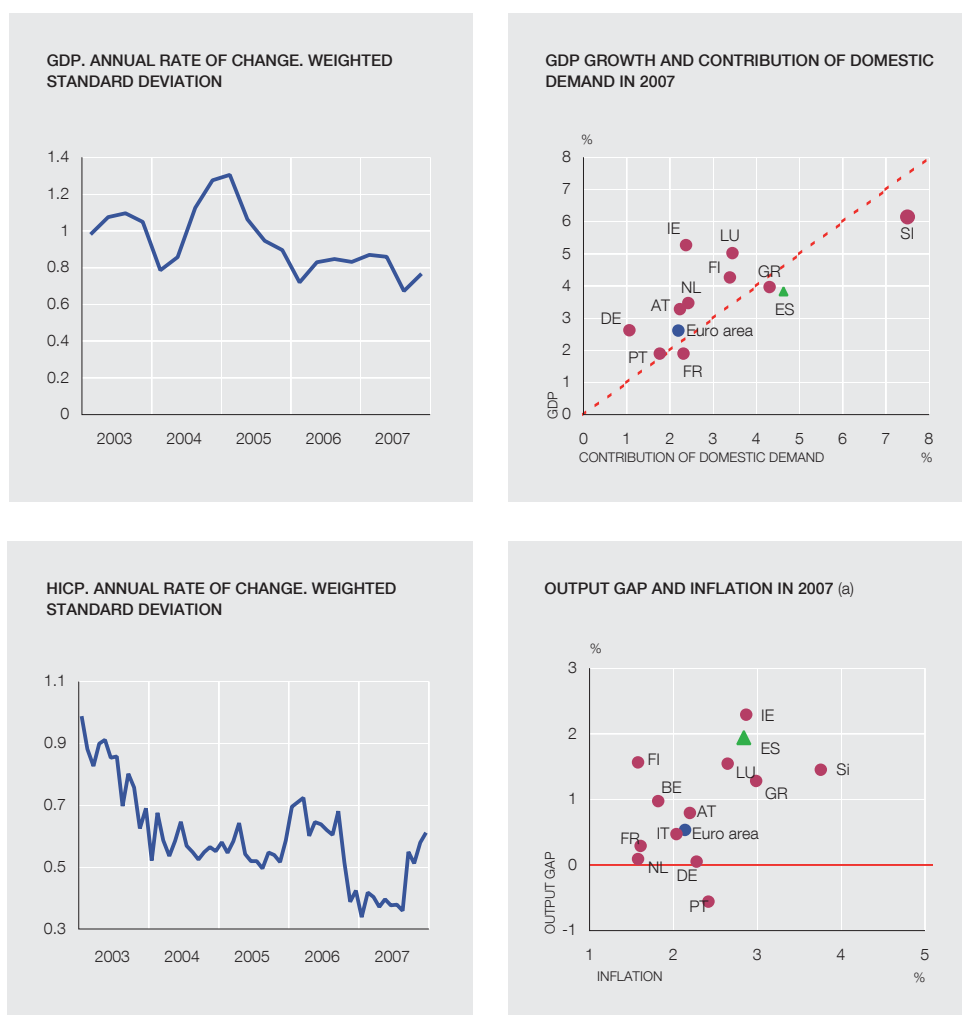 GDP. ANNUAL RATE OF CHANGE. WEIGHTED
STANDARD DEVIATION
1.4
1.2
1
0.8
0.6
0.4
0.2
0
2003 2004 2005 2006 2007
GDP GROWTH AND CONTRIBUTION OF DOMESTIC
DEMAND IN 2007
%
8
7
6
5
4
3
2
1
0
GDP
IE
LU
SI
FI
GR
NL
ES
AT
DE
Euro area
PT
FR
0 1 2 3 4 5 6 7 8
CONTRIBUTION OF DOMESTIC DEMAND %
HICP. ANNUAL RATE OF CHANGE. WEIGHTED
STANDARD DEVIATION
1.1
0.9
0.7
0.5
0.3
2003 2004 2005 2006 2007
OUTPUT GAP AND INFLATION IN 2007 (a)
%
3
2
1
0
-1
OUTPUT GAP
IE
ES
FI
LU
Si
BE
GR
AT
IT
Euro area
FR
NL
DE
PT
1 2 3 4 5
INFLATION %